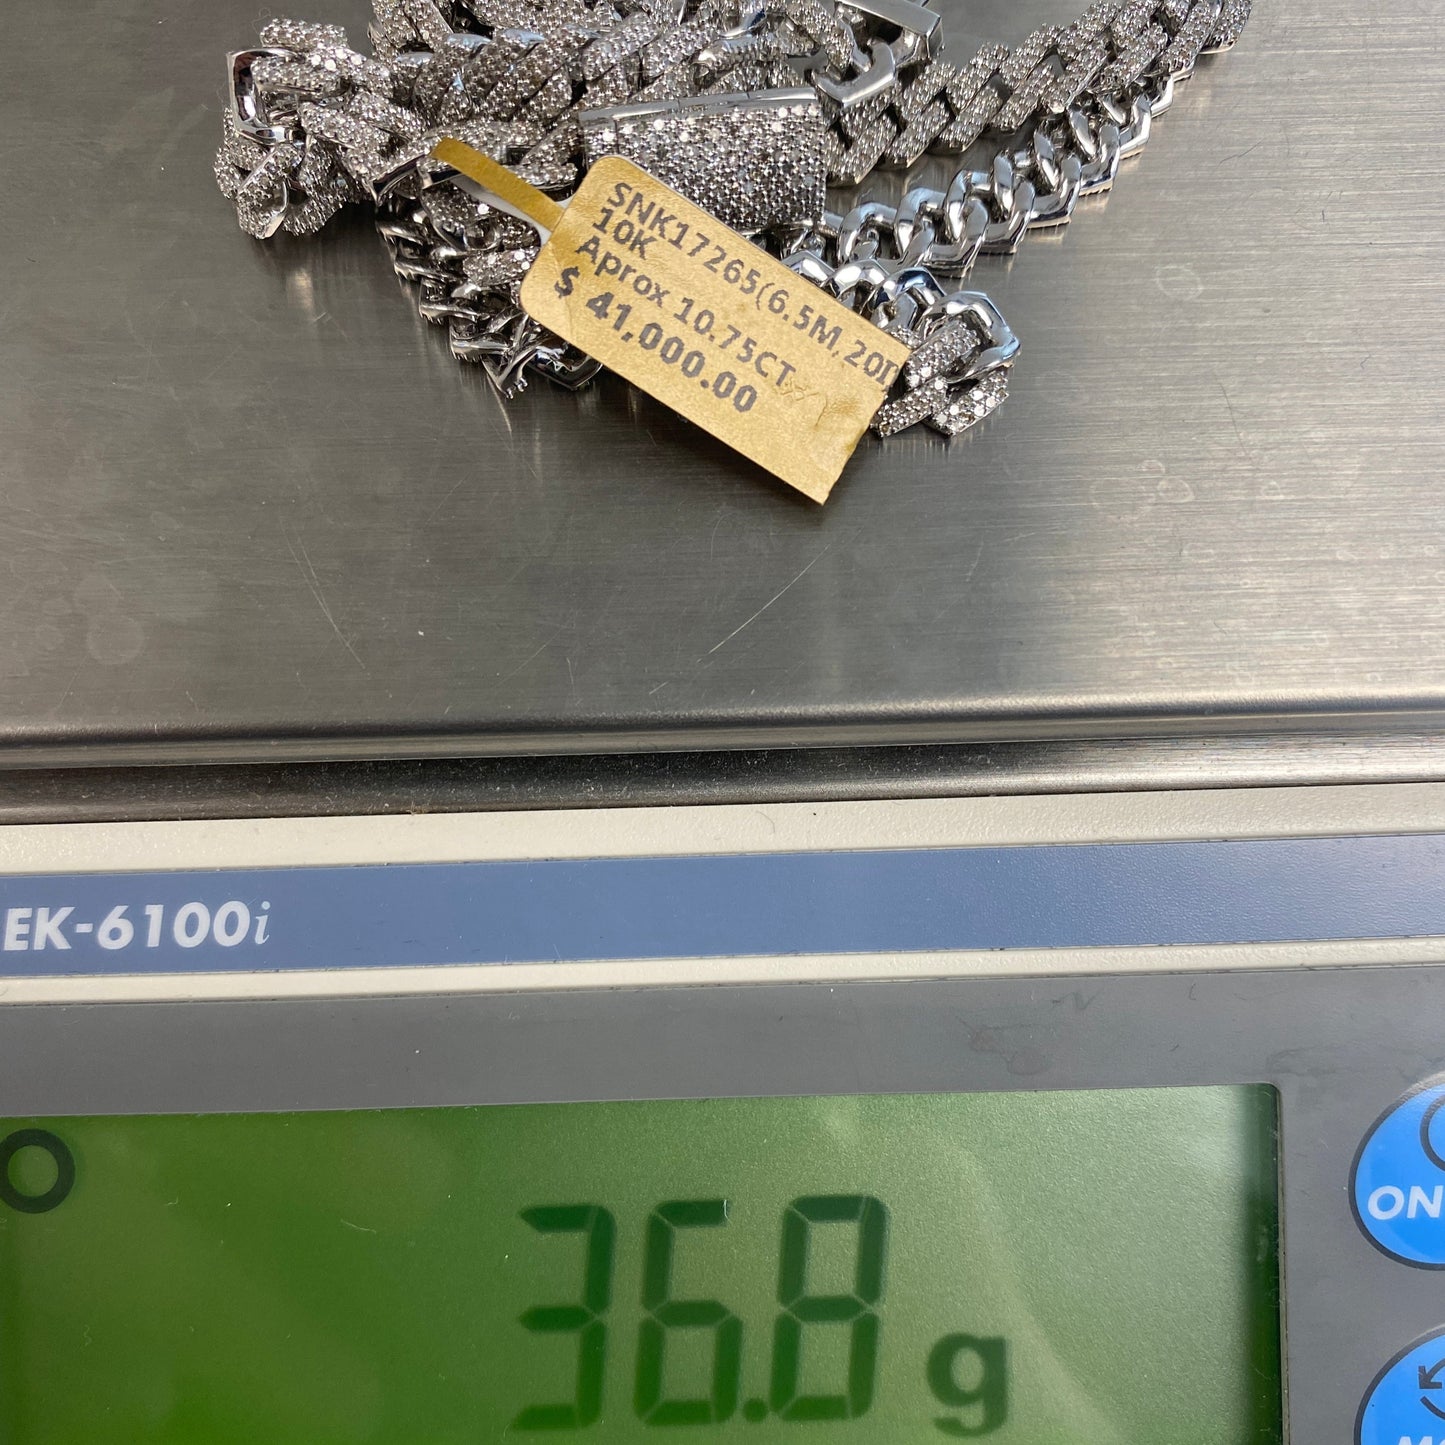 SNK17265(6.5M,20I
10K
Aprox 10.75CT
$ 41,000.00
EK-6100i
ON
36.8 g